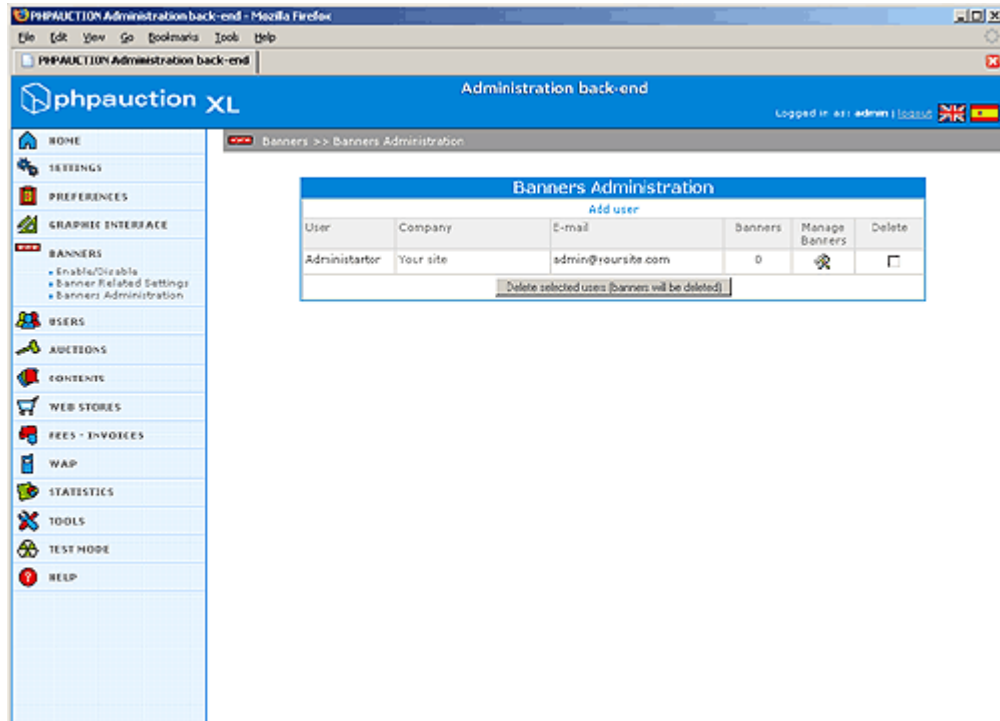 PHPAUCTION Administration back-end - Mozilla Firefox
File Edit View Go Bookmarks Tools Help
PHPAUCTION Administration back-end
phpauction XL
Administration back-end
Logged in as: admin | logout
HOME
SETTINGS
PREFERENCES
GRAPHIC INTERFACE
BANNERS
Enable/Disable
Banner Related Settings
Banners Administration
USERS
AUCTIONS
CONTENTS
WEB STORES
FEES - INVOICES
WAP
STATISTICS
TOOLS
TEST MODE
HELP
Banners >> Banners Administration
Banners Administration
Add user
User Company E-mail Banners Manage Banners Delete
Administartor Your site admin@yoursite.com 0
Delete selected users (banners will be deleted)